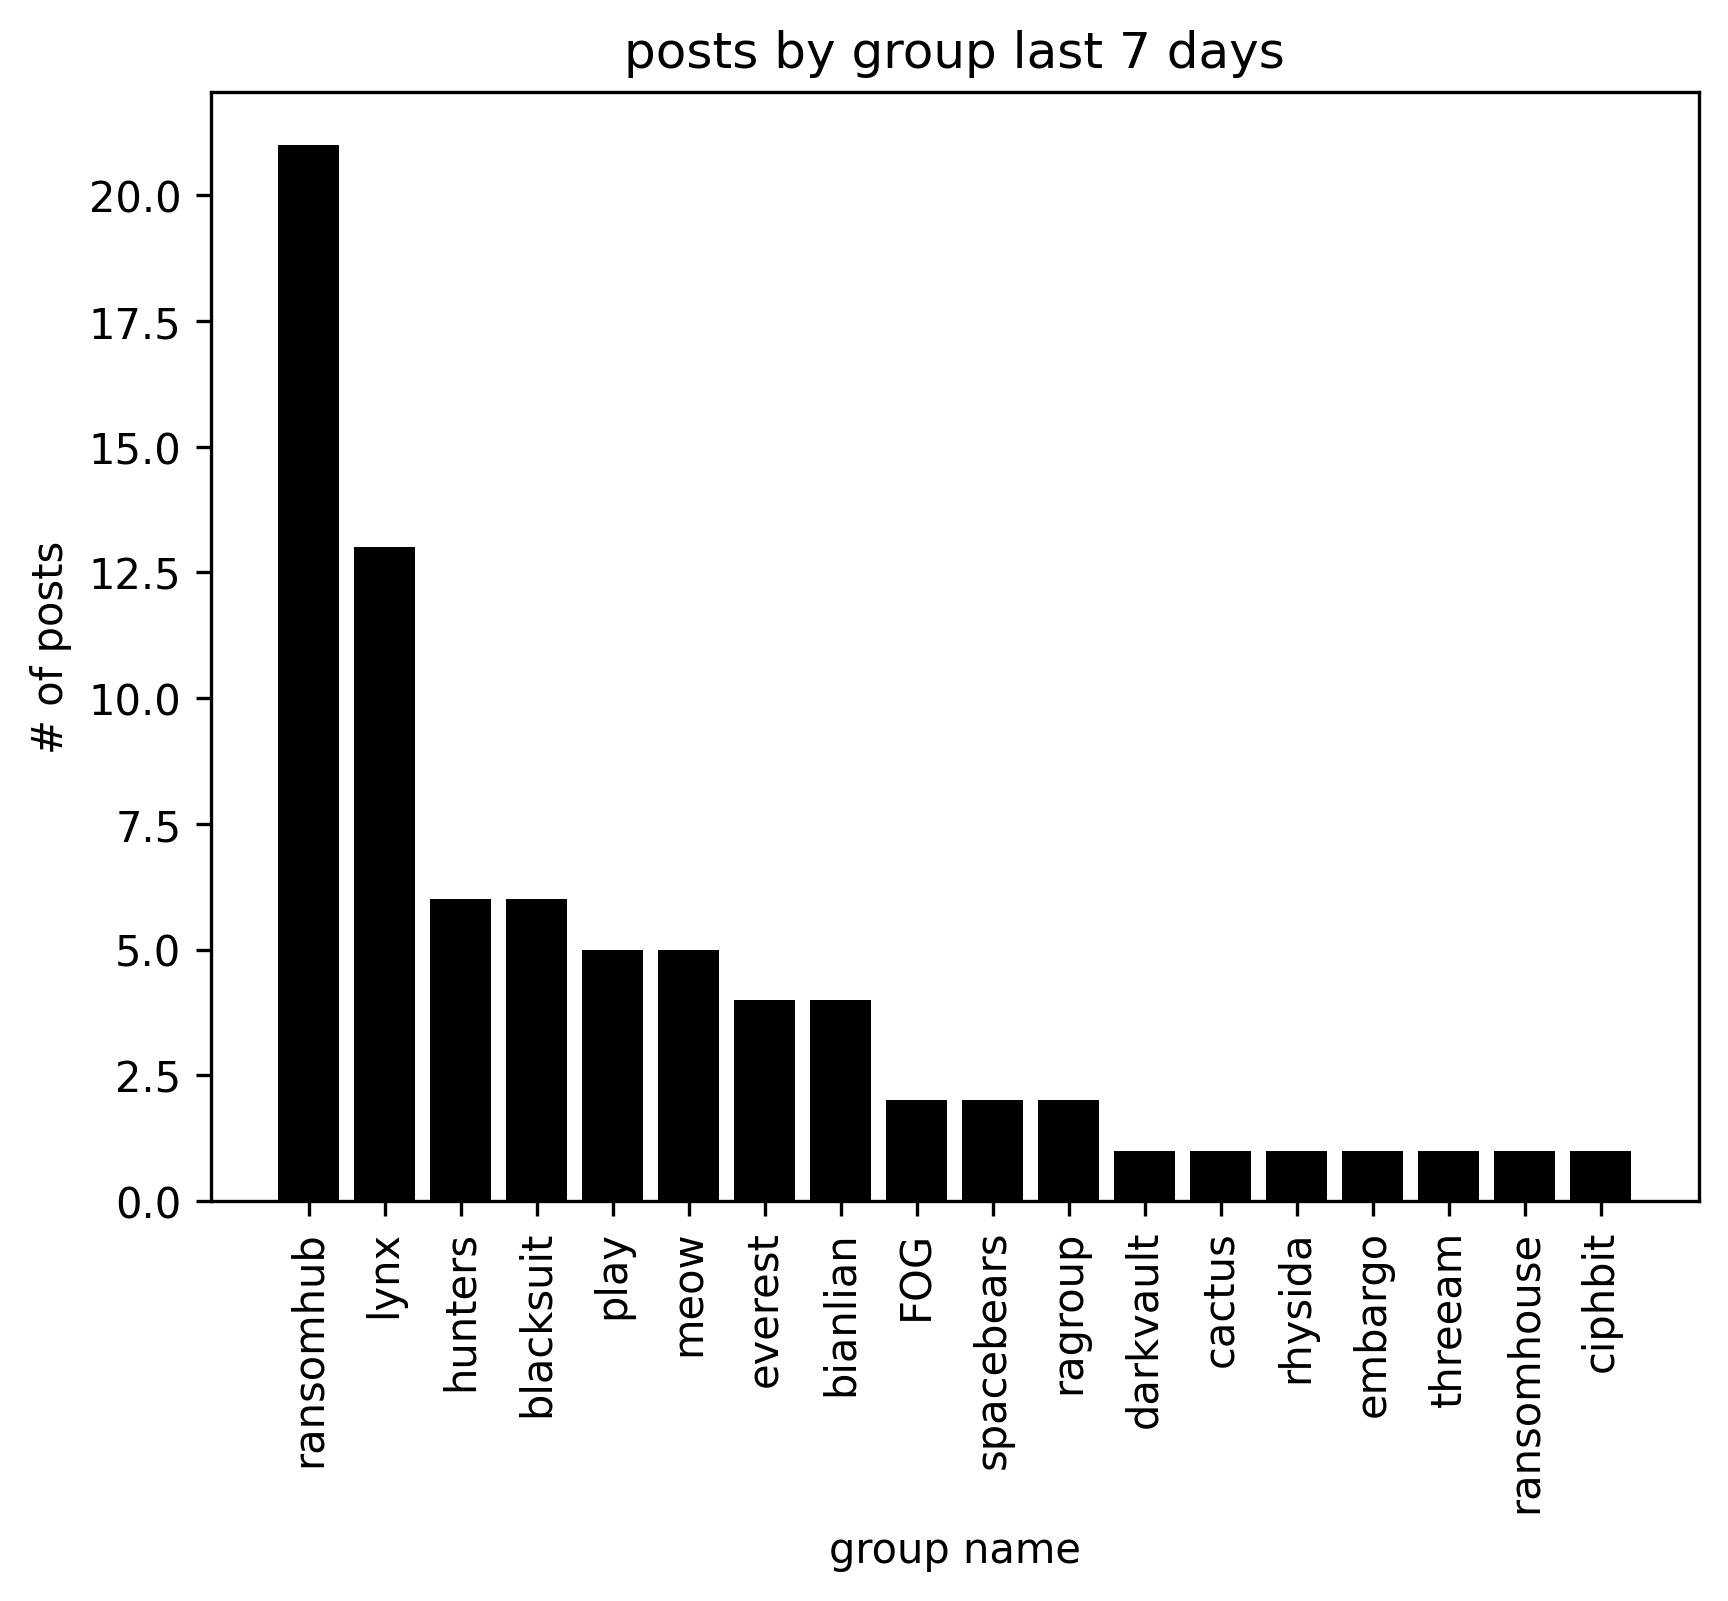 posts by group last 7 days
20.0
17.5
15.0
12.5
10.0
7.5
5.0
2.5
0.0
# of posts
ransomhub
lynx
hunters
blacksuit
play
meow
everest
bianlian
FOG
spacebears
ragroup
darkvault
cactus
rhysida
embargo
threeam
ransomhouse
ciphbit
group name